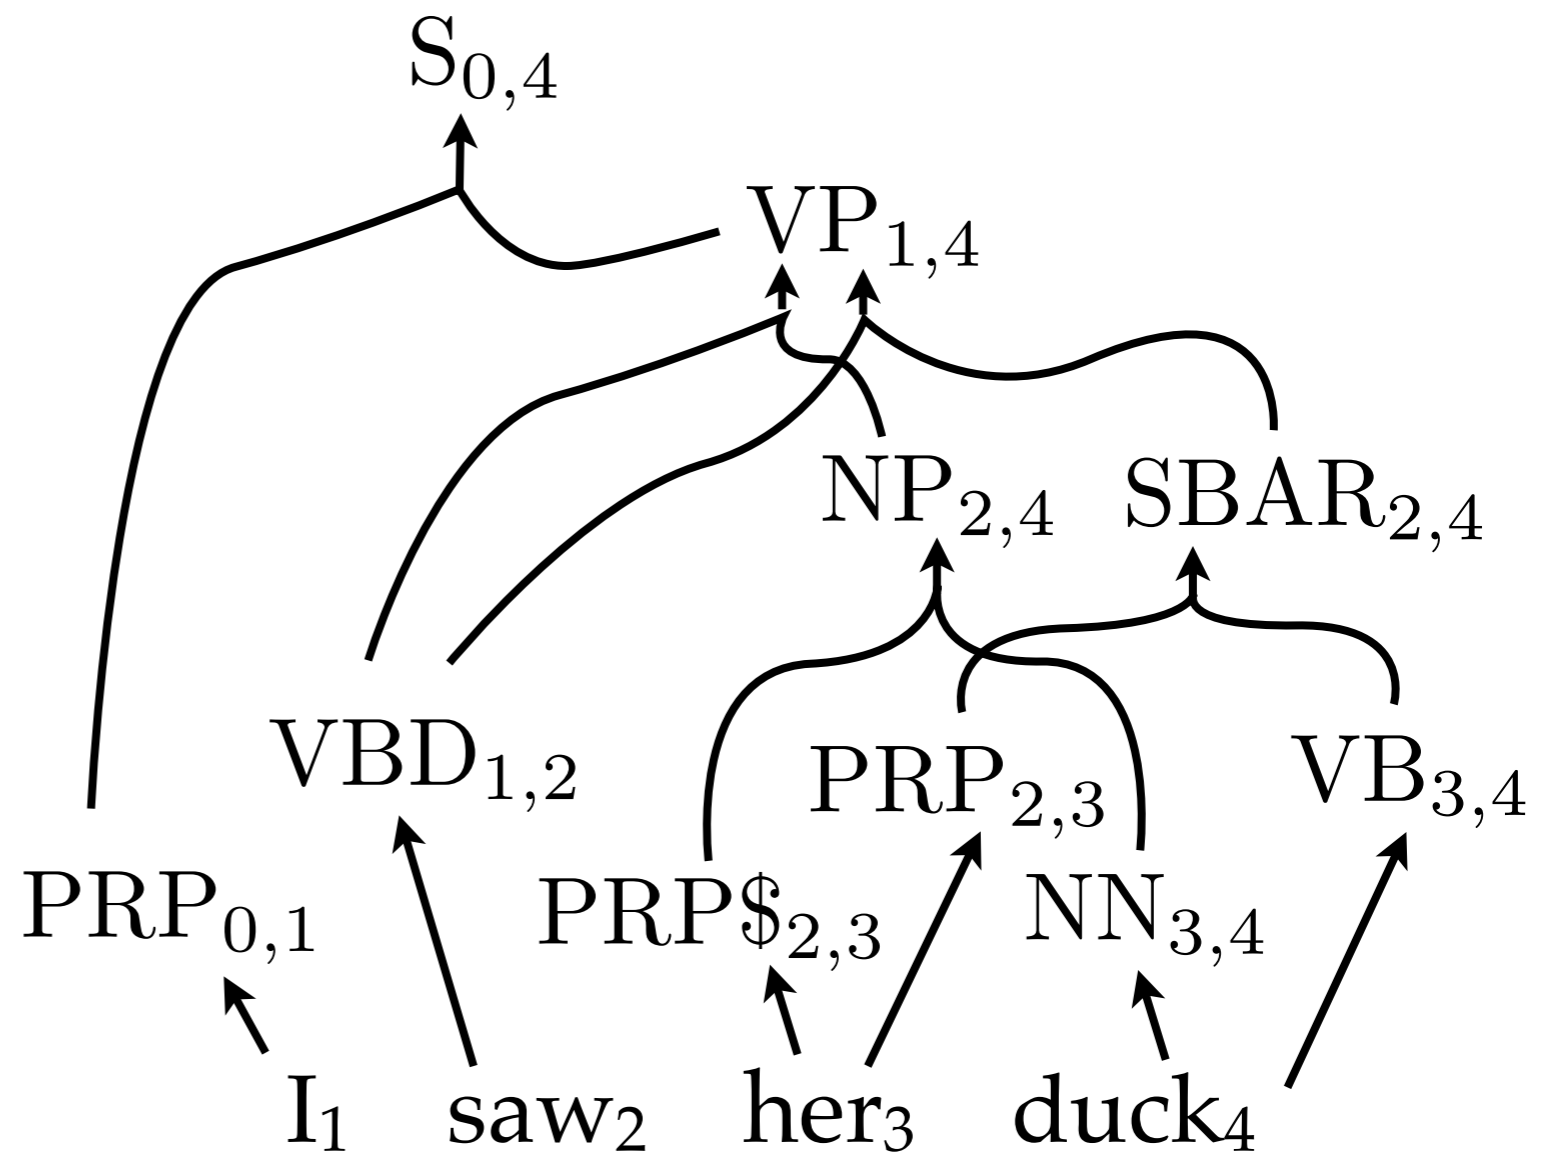 S₀,₄
VP₁,₄
NP₂,₄ SBAR₂,₄
VBD₁,₂ PRP₂,₃ VB₃,₄
PRP₀,₁ PRP$₂,₃ NN₃,₄
I₁ saw₂ her₃ duck₄